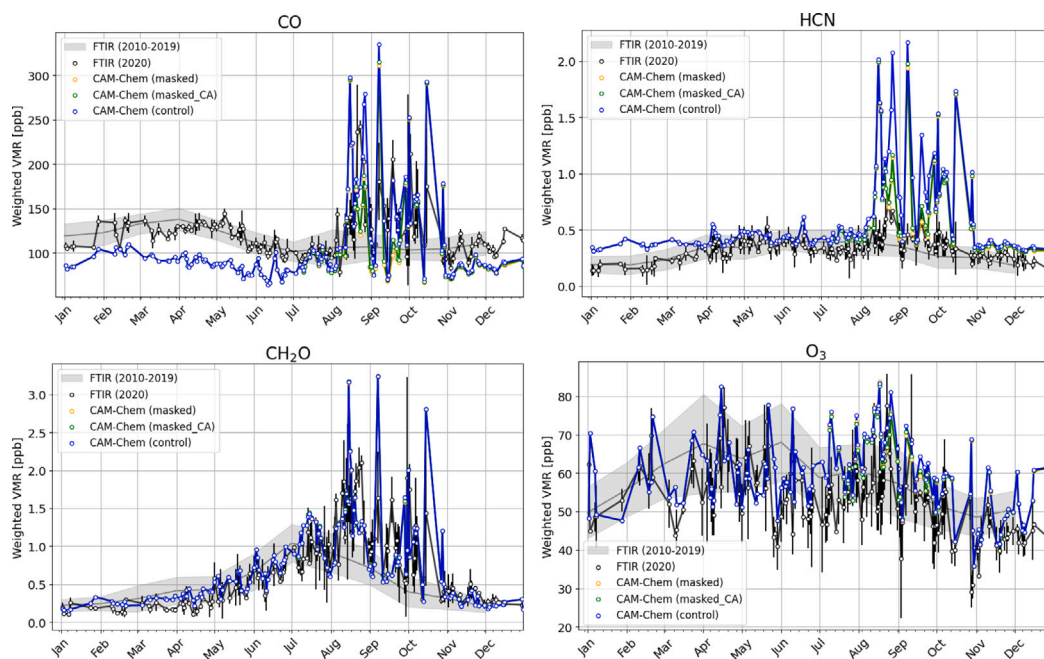 CO
Weighted VMR [ppb]
300
250
200
150
100
FTIR (2010-2019)
FTIR (2020)
CAM-Chem (masked)
CAM-Chem (masked_CA)
CAM-Chem (control)
Jan Feb Mar Apr May Jun Jul Aug Sep Oct Nov Dec
HCN
Weighted VMR [ppb]
2.0
1.5
1.0
0.5
0.0
FTIR (2010-2019)
FTIR (2020)
CAM-Chem (masked)
CAM-Chem (masked_CA)
CAM-Chem (control)
Jan Feb Mar Apr May Jun Jul Aug Sep Oct Nov Dec
CH₂O
Weighted VMR [ppb]
3.0
2.5
2.0
1.5
1.0
0.5
0.0
FTIR (2010-2019)
FTIR (2020)
CAM-Chem (masked)
CAM-Chem (masked_CA)
CAM-Chem (control)
Jan Feb Mar Apr May Jun Jul Aug Sep Oct Nov Dec
O₃
Weighted VMR [ppb]
80
70
60
50
40
30
20
FTIR (2010-2019)
FTIR (2020)
CAM-Chem (masked)
CAM-Chem (masked_CA)
CAM-Chem (control)
Jan Feb Mar Apr May Jun Jul Aug Sep Oct Nov Dec